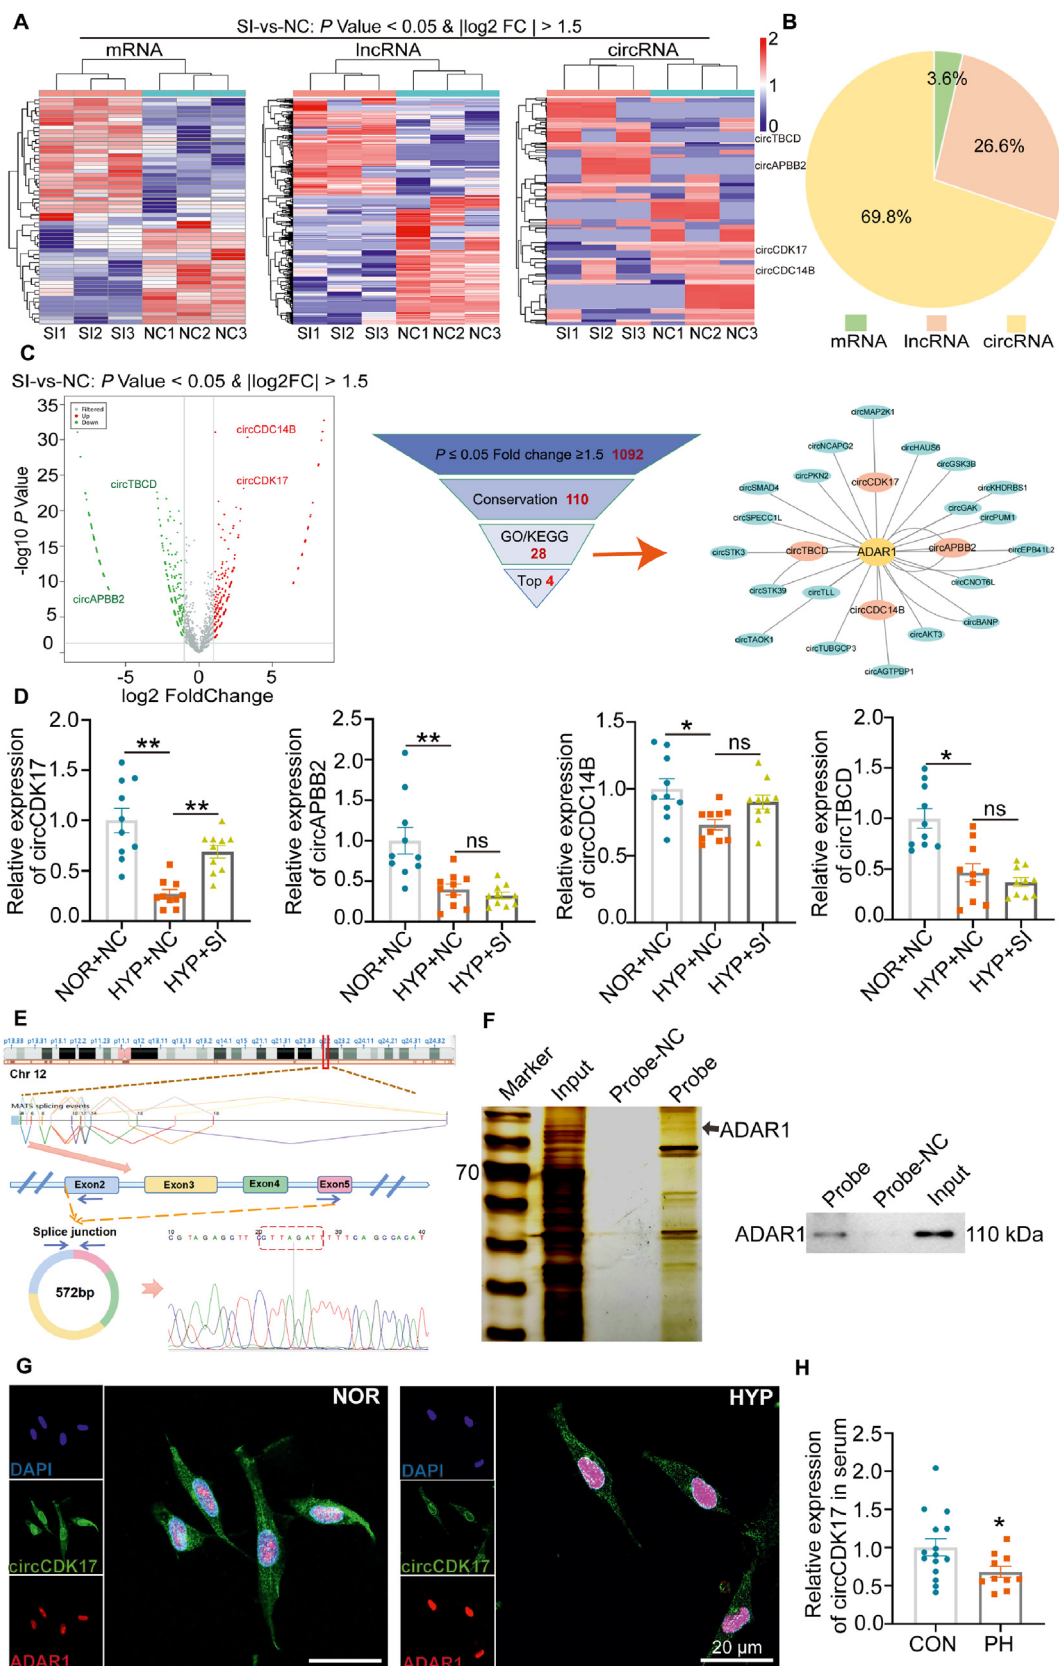 A
SI-vs-NC: P Value < 0.05 & |log2 FC | > 1.5
mRNA
lncRNA
circRNA
2
1
0
circTBCD
circAPBB2
circCDK17
circCDC14B
SI1 SI2 SI3 NC1 NC2 NC3
SI1 SI2 SI3 NC1 NC2 NC3
SI1 SI2 SI3 NC1 NC2 NC3
B
3.6%
26.6%
69.8%
mRNA lncRNA circRNA
C
SI-vs-NC: P Value < 0.05 & |log2FC| > 1.5
-log10 P Value
35
30
25
20
15
10
0
Filtered
Up
Down
circCDC14B
circTBCD
circCDK17
circAPBB2
-5 0 5
log2 FoldChange
P ≤ 0.05 Fold change ≥1.5 1092
Conservation 110
GO/KEGG
28
Top 4
circMAP2K1
circNCAPG2
circHAUS6
circGSK3B
circPKN2
circCDK17
circSMAD4
circKHDRBS1
circGAK
circSPECC1L
circPUM1
circSTK3
circTBCD
ADAR1
circAPBB2
circEPB41L2
circSTK39
circTLL
circCNOT6L
circCDC14B
circBANP
circTAOK1
circAKT3
circTUBGCP3
circAGTPBP1
D
Relative expression
of circCDK17
2.0
1.5
1.0
0.5
0.0
**
**
NOR+NC
HYP+NC
HYP+SI
Relative expression
of circAPBB2
2.5
2.0
1.5
1.0
0.5
0.0
**
ns
NOR+NC
HYP+NC
HYP+SI
Relative expression
of circCDC14B
1.5
1.0
0.5
*
ns
NOR+NC
HYP+NC
HYP+SI
Relative expression
of circTBCD
2.0
1.5
1.0
0.5
0.0
*
ns
NOR+NC
HYP+NC
HYP+SI
E
Chr 12
MATS splicing events
Exon2 Exon3 Exon4 Exon5
Splice junction
572bp
10 20 30 40
F
Marker
Input
Probe-NC
Probe
70
ADAR1
Probe
Probe-NC
Input
ADAR1
110 kDa
G
NOR
DAPI
circCDK17
ADAR1
HYP
DAPI
circCDK17
ADAR1
20 μm
H
Relative expression
of circCDK17 in serum
2.5
2.0
1.5
1.0
0.5
0.0
*
CON PH